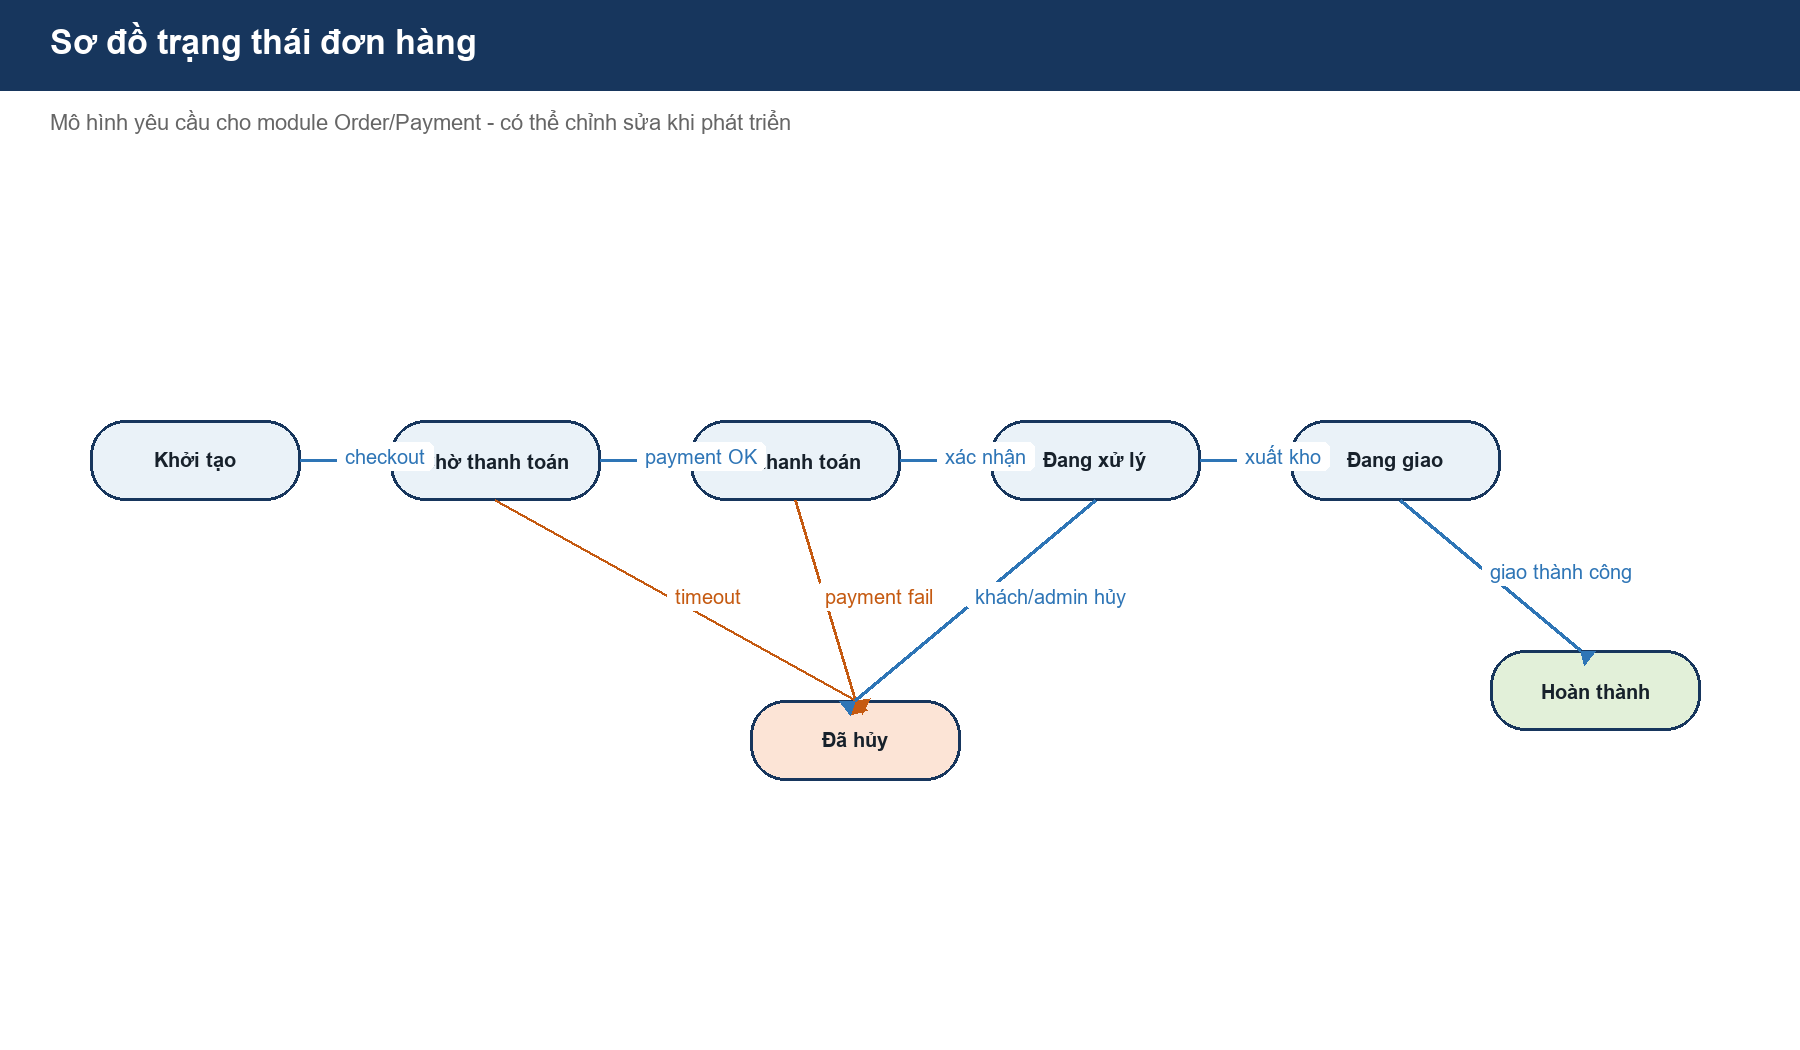 Sơ đồ trạng thái đơn hàng
Mô hình yêu cầu cho module Order/Payment - có thể chỉnh sửa khi phát triển
Khởi tạo
checkout
hờ thanh toán
payment OK
hanh toán
xác nhận
Đang xử lý
xuất kho
Đang giao
giao thành công
timeout
payment fail
khách/admin hủy
Hoàn thành
Đã hủy